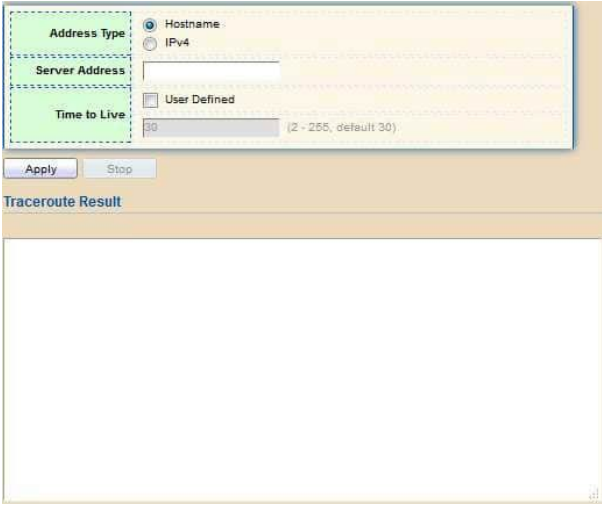 Address Type
Hostname
IPv4
Server Address
Time to Live
User Defined
30 (2 - 255, default 30)
Apply Stop
Traceroute Result